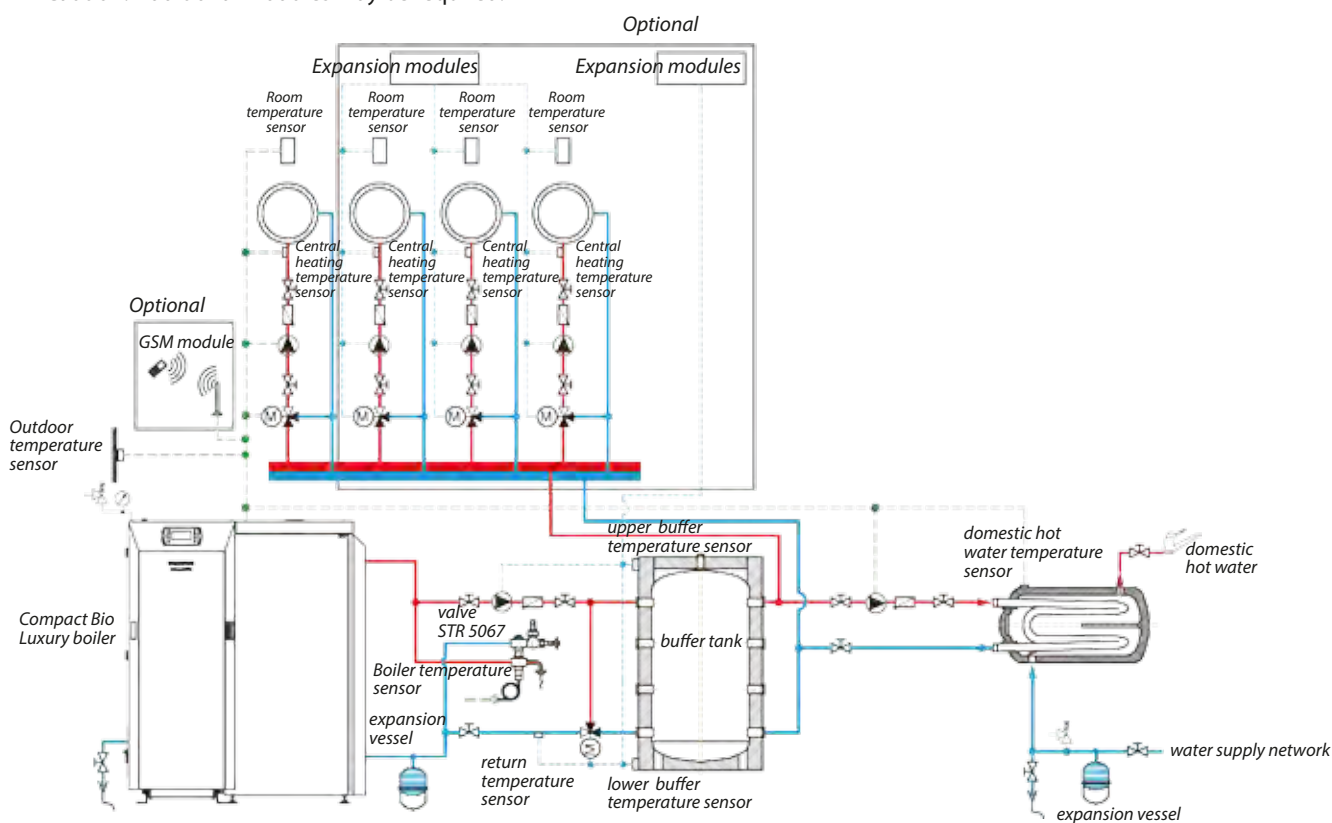 Optional
Expansion modules
Expansion modules
Room
temperature
sensor
Room
temperature
sensor
Room
temperature
sensor
Room
temperature
sensor
Central
heating
temperature
sensor
Central
heating
temperature
sensor
Central
heating
temperature
sensor
Central
heating
temperature
sensor
Optional
GSM module
M
M
M
M
Outdoor
temperature
sensor
upper buffer
temperature sensor
domestic hot
water temperature
sensor
domestic
hot water
Compact Bio
Luxury boiler
valve
STR 5067
buffer tank
Boiler temperature
sensor
expansion
vessel
M
return
temperature
sensor
lower buffer
temperature sensor
water supply network
expansion vessel